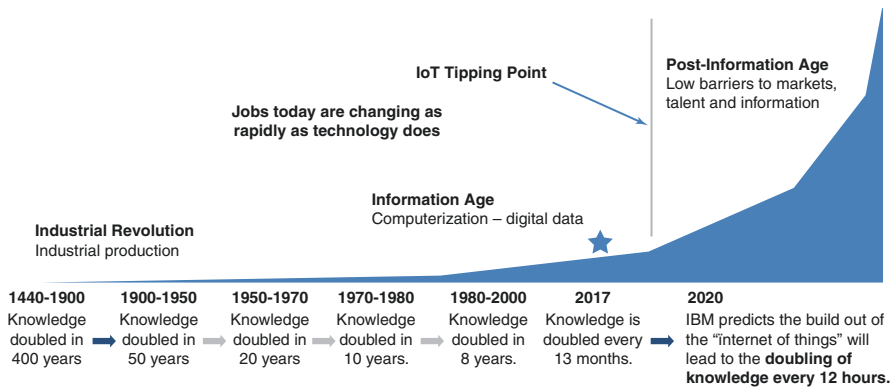 IoT Tipping Point
Post-Information Age
Low barriers to markets,
talent and information
Jobs today are changing as
rapidly as technology does
Information Age
Computerization – digital data
Industrial Revolution
Industrial production
1440-1900
Knowledge
doubled in
400 years
1900-1950
Knowledge
doubled in
50 years
1950-1970
Knowledge
doubled in
20 years
1970-1980
Knowledge
doubled in
10 years.
1980-2000
Knowledge
doubled in
8 years.
2017
Knowledge is
doubled every
13 months.
2020
IBM predicts the build out of
the “ïnternet of things” will
lead to the doubling of
knowledge every 12 hours.